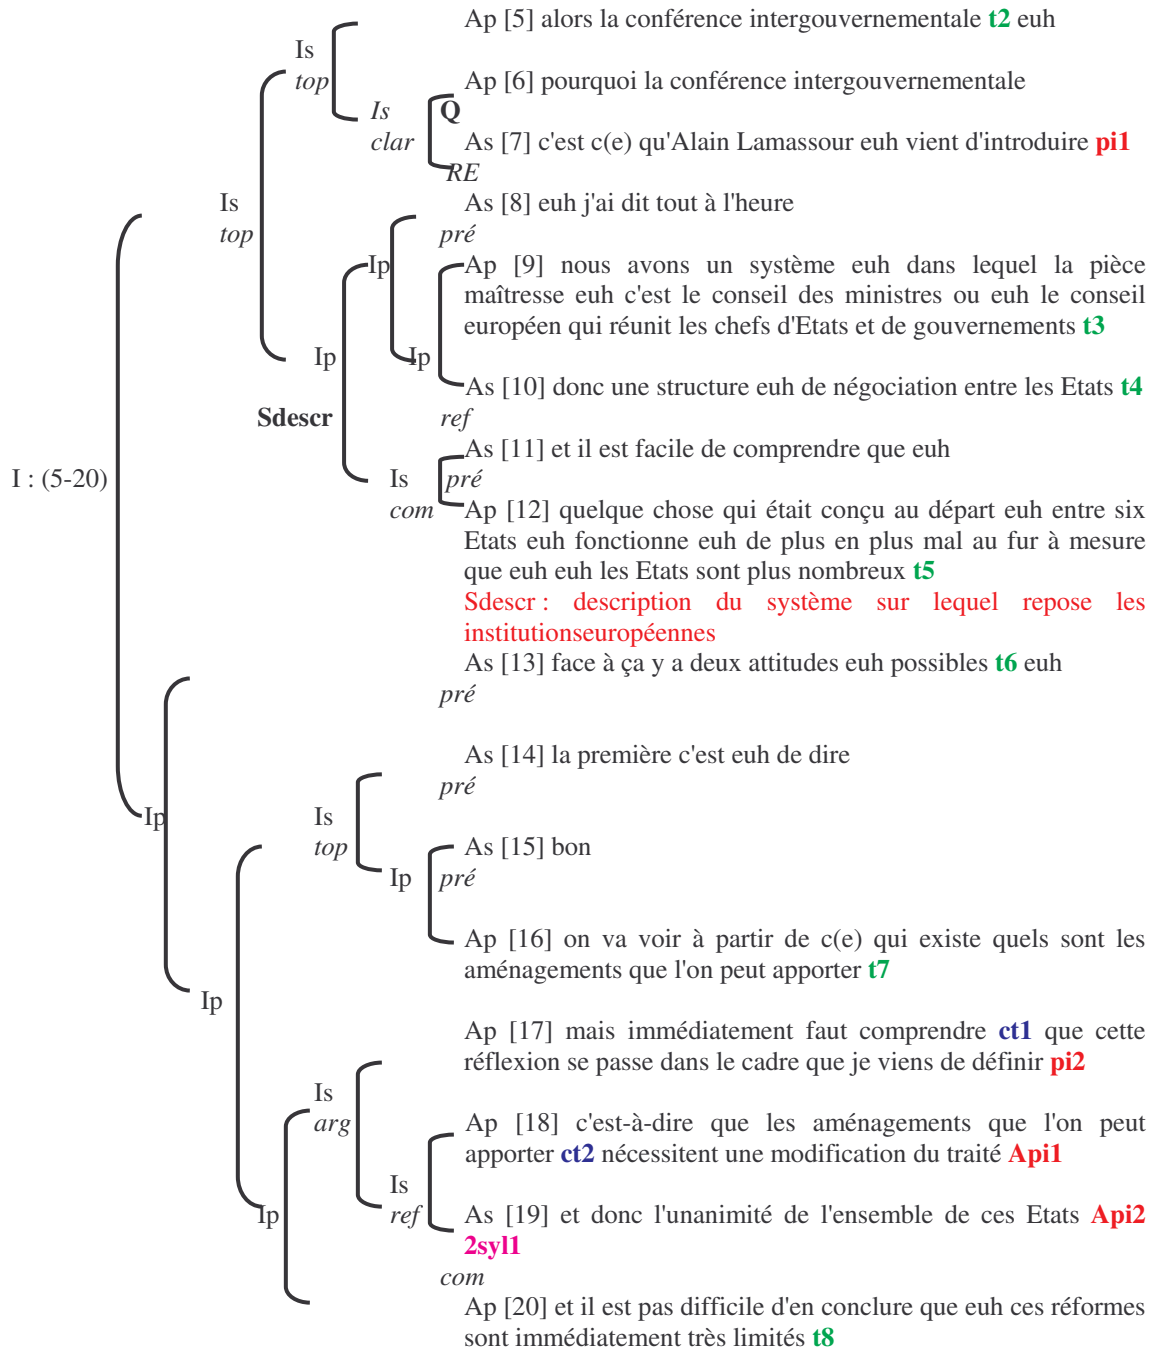 Ap [5] alors la conférence intergouvernementale t2 euh
Is
top
Ap [6] pourquoi la conférence intergouvernementale
Is
clar
Q
As [7] c'est c(e) qu'Alain Lamassour euh vient d'introduire pi1
RE
Is
top
As [8] euh j'ai dit tout à l'heure
pré
Ip
Ap [9] nous avons un système euh dans lequel la pièce
maîtresse euh c'est le conseil des ministres ou euh le conseil
européen qui réunit les chefs d'Etats et de gouvernements t3
Ip
Ip
As [10] donc une structure euh de négociation entre les Etats t4
Sdescr
ref
As [11] et il est facile de comprendre que euh
I : (5-20)
Is
pré
com
Ap [12] quelque chose qui était conçu au départ euh entre six
Etats euh fonctionne euh de plus en plus mal au fur à mesure
que euh euh les Etats sont plus nombreux t5
Sdescr : description du système sur lequel repose les
institutionseuropéennes
As [13] face à ça y a deux attitudes euh possibles t6 euh
pré
As [14] la première c'est euh de dire
pré
Ip
Is
top
As [15] bon
Ip
pré
Ap [16] on va voir à partir de c(e) qui existe quels sont les
aménagements que l'on peut apporter t7
Ip
Ap [17] mais immédiatement faut comprendre ct1 que cette
réflexion se passe dans le cadre que je viens de définir pi2
Is
arg
Ap [18] c'est-à-dire que les aménagements que l'on peut
apporter ct2 nécessitent une modification du traité Api1
Is
ref
Ip
As [19] et donc l'unanimité de l'ensemble de ces Etats Api2
2syl1
com
Ap [20] et il est pas difficile d'en conclure que euh ces réformes
sont immédiatement très limités t8